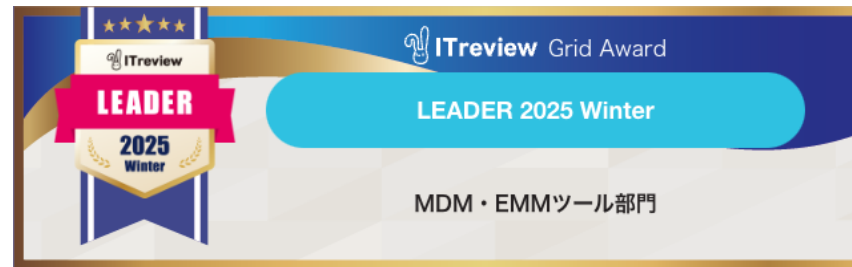 ITreview
LEADER
2025
Winter
ITreview Grid Award
LEADER 2025 Winter
MDM・EMMツール部門